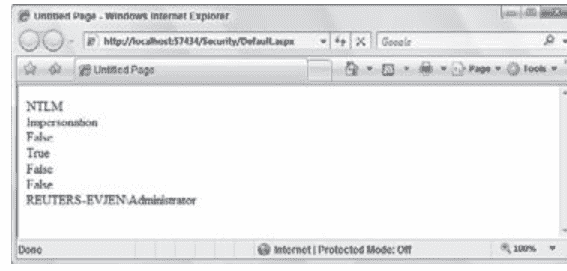 Untitled Page - Windows Internet Explorer
http://localhost:57434/Security/Default.aspx
Google
Untitled Page
Page
Tools
NTLM
Impersonation
False
True
False
False
REUTERS-EVJEN\Administrator
Done
Internet | Protected Mode: Off
100%